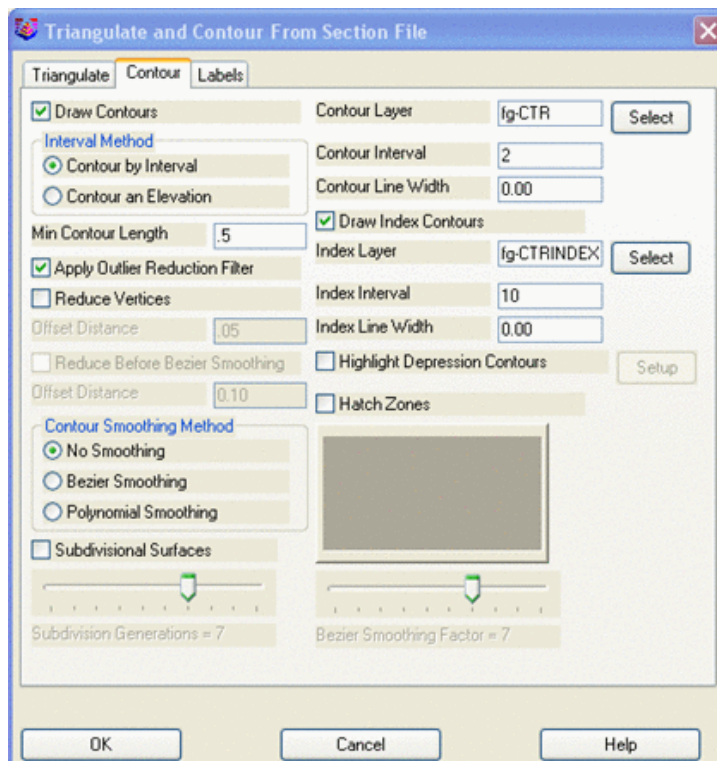 Triangulate and Contour From Section File
Triangulate
Contour
Labels
Draw Contours
Interval Method
Contour by Interval
Contour an Elevation
Min Contour Length
.5
Apply Outlier Reduction Filter
Reduce Vertices
Offset Distance
.05
Reduce Before Bezier Smoothing
Offset Distance
0.10
Contour Smoothing Method
No Smoothing
Bezier Smoothing
Polynomial Smoothing
Subdivisional Surfaces
Subdivision Generations = 7
Contour Layer
fg-CTR
Select
Contour Interval
2
Contour Line Width
0.00
Draw Index Contours
Index Layer
fg-CTRINDEX
Select
Index Interval
10
Index Line Width
0.00
Highlight Depression Contours
Setup
Hatch Zones
Bezier Smoothing Factor = 7
OK
Cancel
Help